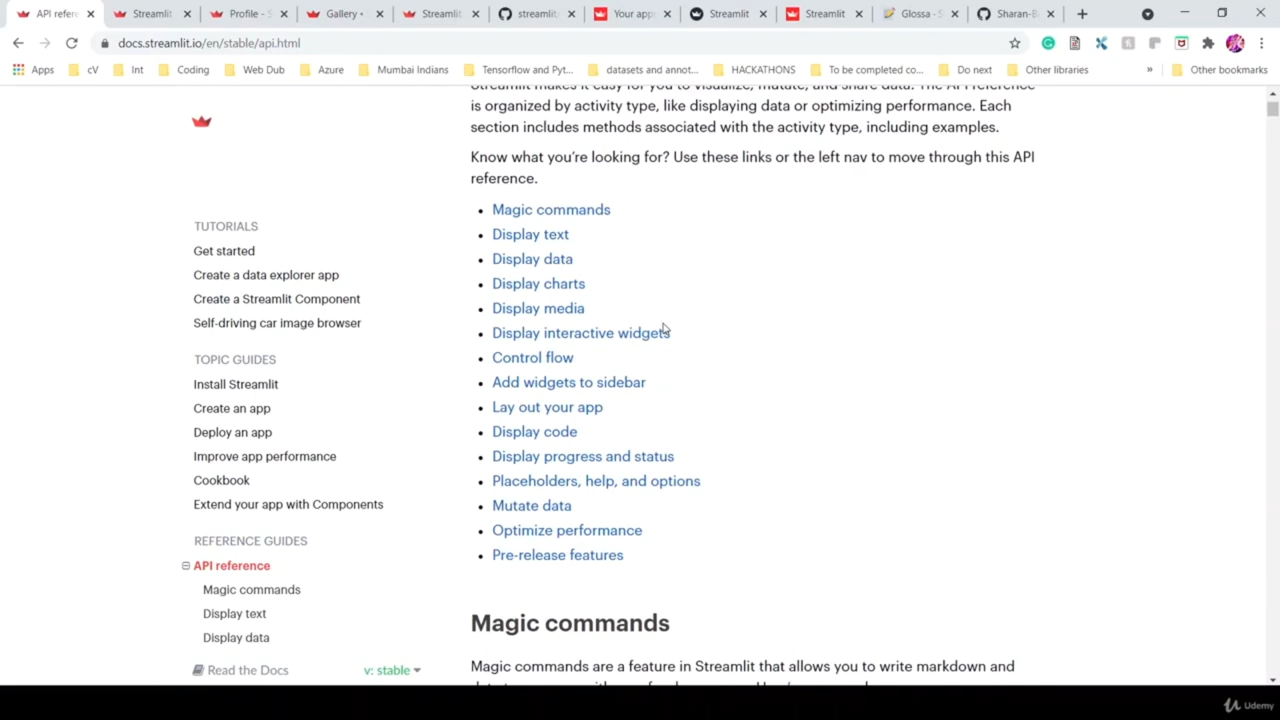 API refere
Streamlit
Profile - S
Gallery •
Streamlit
streamlit
Your app
Streamlit
Streamlit
Glossa · S
Sharan-B
docs.streamlit.io/en/stable/api.html
Apps
cV
Int
Coding
Web Dub
Azure
Mumbai Indians
Tensorflow and Pyt...
datasets and annot...
HACKATHONS
To be completed co...
Do next
Other libraries
»
Other bookmarks
Streamlit makes it easy for you to visualize, mutate, and share data. The API reference
is organized by activity type, like displaying data or optimizing performance. Each
section includes methods associated with the activity type, including examples.
Know what you're looking for? Use these links or the left nav to move through this API
reference.
• Magic commands
• Display text
• Display data
• Display charts
• Display media
• Display interactive widgets
• Control flow
• Add widgets to sidebar
• Lay out your app
• Display code
• Display progress and status
• Placeholders, help, and options
• Mutate data
• Optimize performance
• Pre-release features
Magic commands
Magic commands are a feature in Streamlit that allows you to write markdown and
TUTORIALS
Get started
Create a data explorer app
Create a Streamlit Component
Self-driving car image browser
TOPIC GUIDES
Install Streamlit
Create an app
Deploy an app
Improve app performance
Cookbook
Extend your app with Components
REFERENCE GUIDES
API reference
Magic commands
Display text
Display data
Read the Docs
v: stable
Udemy